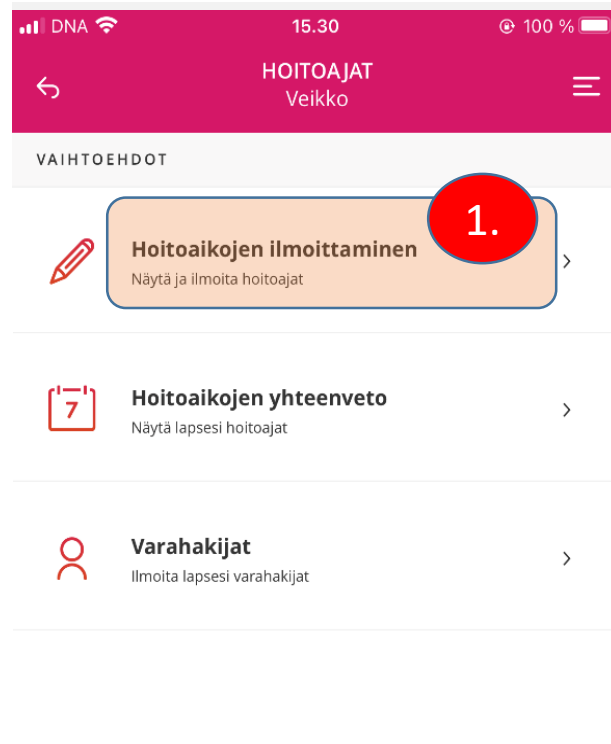 DNA 15.30 100 %
HOITOAJAT
Veikko
VAIHTOEHDOT
1.
Hoitoaikojen ilmoittaminen
Näytä ja ilmoita hoitoajat
7
Hoitoaikojen yhteenveto
Näytä lapsesi hoitoajat
Varahakijat
Ilmoita lapsesi varahakijat